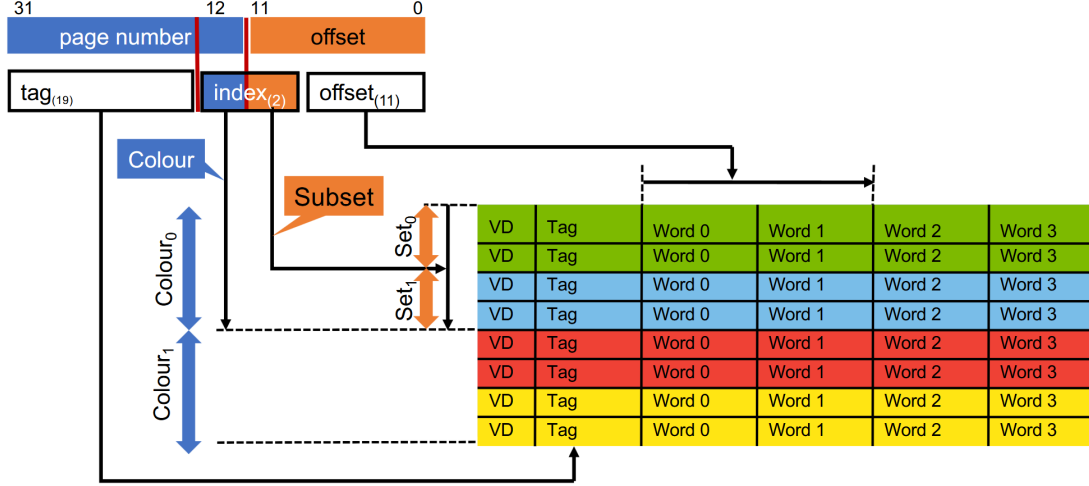 31 12 11 0
page number offset
tag(19) index(2) offset(11)
Colour
Subset
Colour0
Colour1
Set0
Set1
VD Tag Word 0 Word 1 Word 2 Word 3
VD Tag Word 0 Word 1 Word 2 Word 3
VD Tag Word 0 Word 1 Word 2 Word 3
VD Tag Word 0 Word 1 Word 2 Word 3
VD Tag Word 0 Word 1 Word 2 Word 3
VD Tag Word 0 Word 1 Word 2 Word 3
VD Tag Word 0 Word 1 Word 2 Word 3
VD Tag Word 0 Word 1 Word 2 Word 3